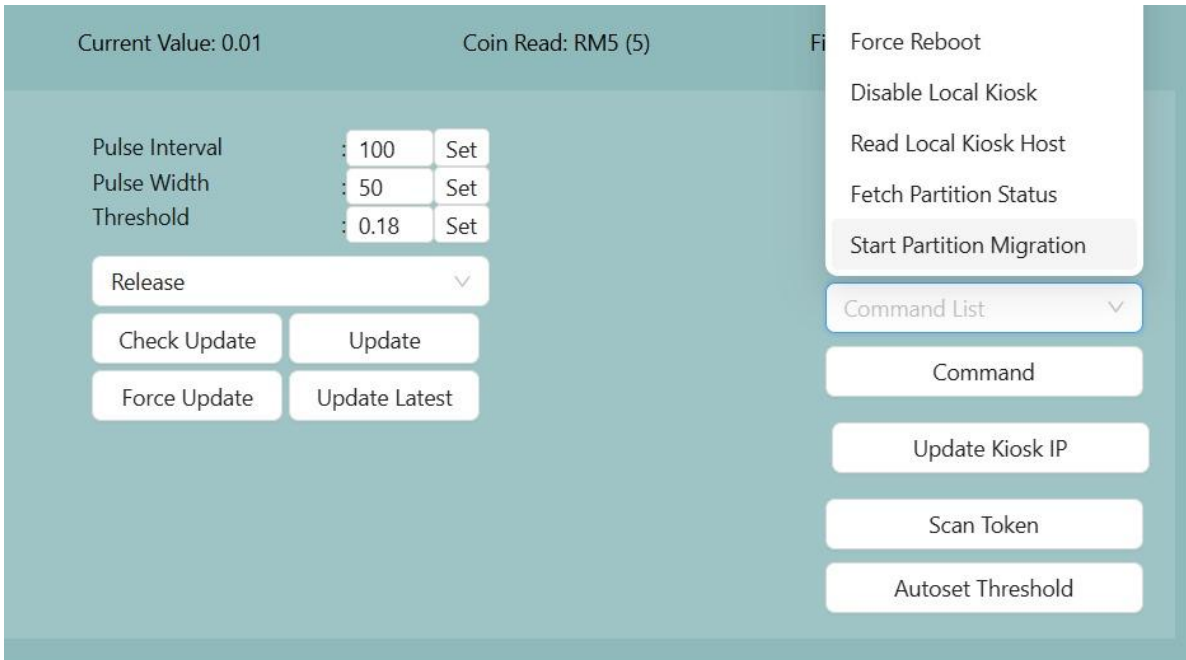 Current Value: 0.01
Coin Read: RM5 (5)
Fi
Force Reboot
Disable Local Kiosk
Read Local Kiosk Host
Fetch Partition Status
Start Partition Migration
Pulse Interval : 100 Set
Pulse Width : 50 Set
Threshold : 0.18 Set
Release
Check Update Update
Force Update Update Latest
Command List
Command
Update Kiosk IP
Scan Token
Autoset Threshold